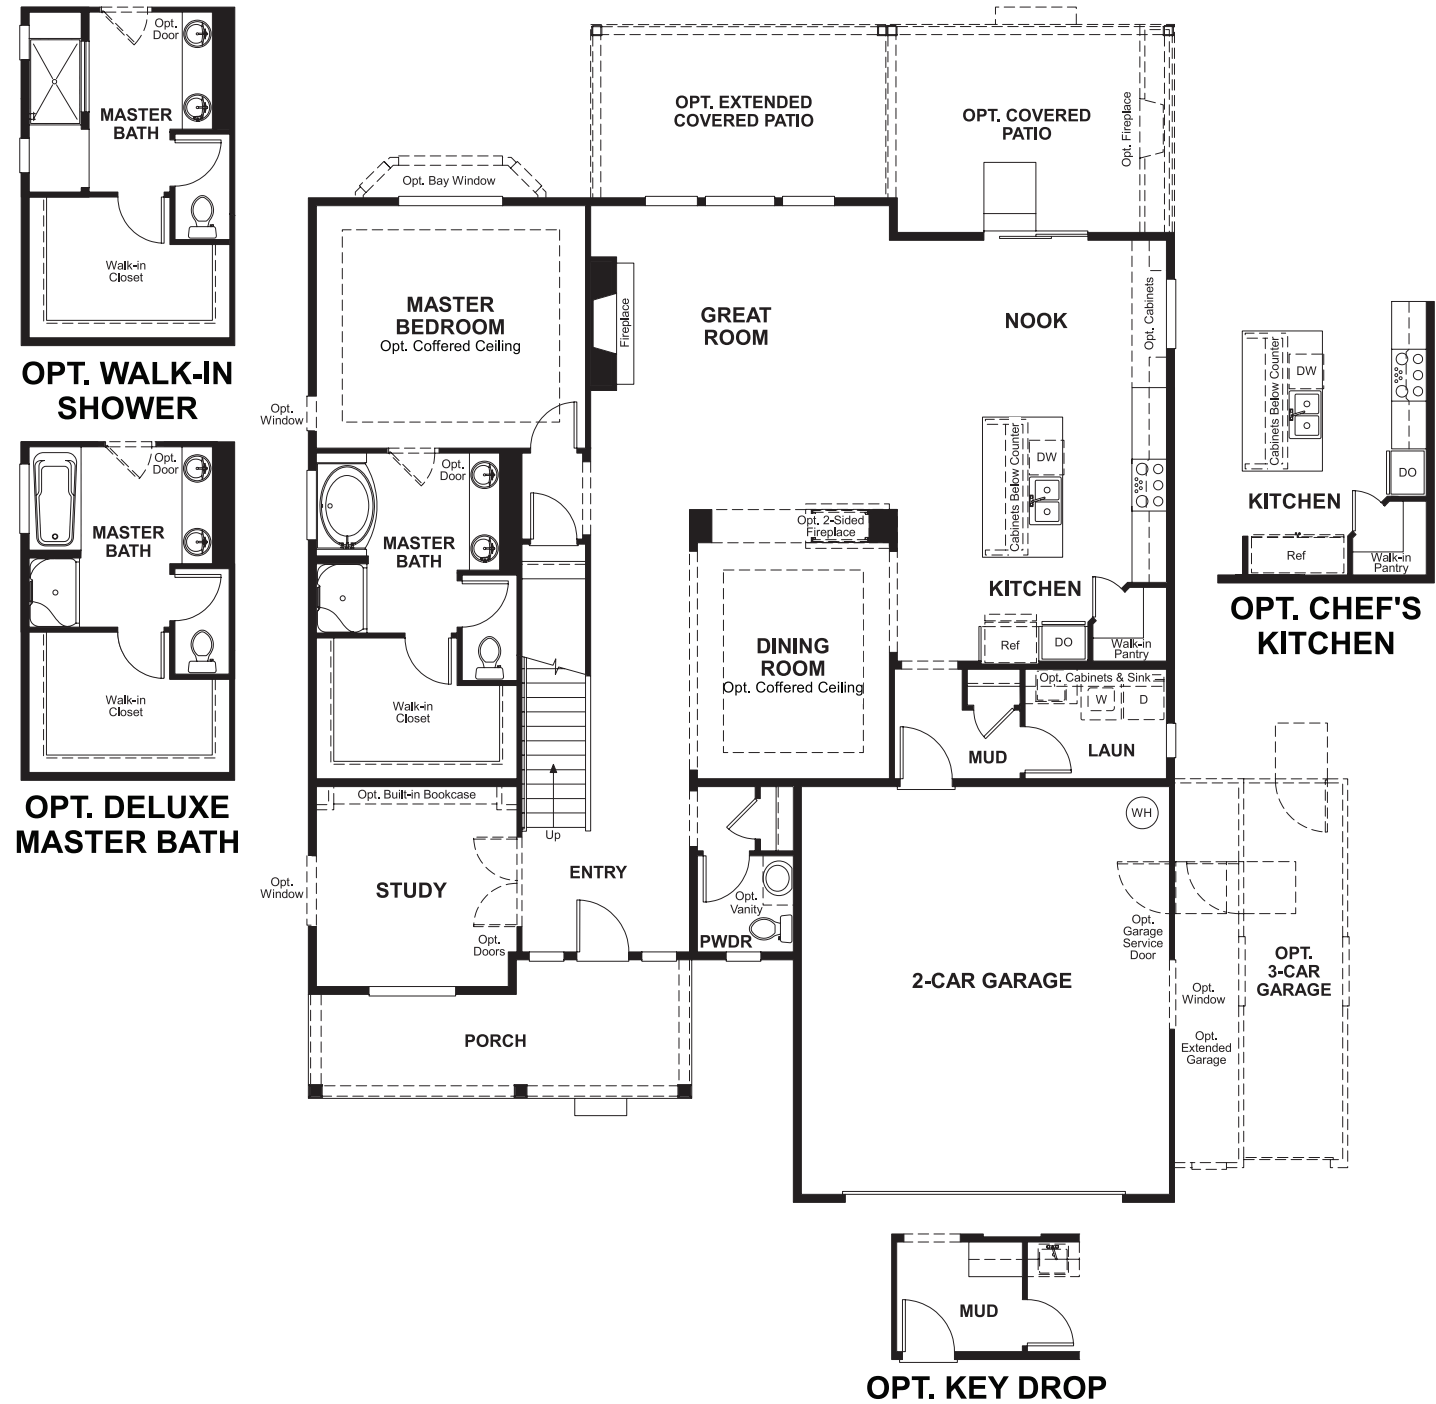 Opt.
Door
MASTER
BATH
Walk-in
Closet
OPT. WALK-IN
SHOWER
Opt.
Door
MASTER
BATH
Walk-in
Closet
OPT. DELUXE
MASTER BATH
OPT. EXTENDED
COVERED PATIO
OPT. COVERED
PATIO
Opt. Fireplace
Opt. Bay Window
MASTER
BEDROOM
Opt. Coffered Ceiling
Fireplace
GREAT
ROOM
NOOK
Opt. Cabinets
Opt.
Window
Opt.
Door
MASTER
BATH
Walk-in
Closet
Opt. 2-Sided
Fireplace
Cabinets Below Counter
DW
KITCHEN
Ref
DO
Walk-in
Pantry
DINING
ROOM
Opt. Coffered Ceiling
Opt. Cabinets & Sink
W
D
MUD
LAUN
Opt. Built-in Bookcase
Up
Opt.
Window
STUDY
Opt.
Doors
ENTRY
Opt.
Vanity
PWDR
WH
2-CAR GARAGE
Opt.
Garage
Service
Door
Opt.
Window
Opt.
Extended
Garage
OPT.
3-CAR
GARAGE
PORCH
Cabinets Below Counter
DW
DO
KITCHEN
Ref
Walk-in
Pantry
OPT. CHEF'S
KITCHEN
MUD
OPT. KEY DROP